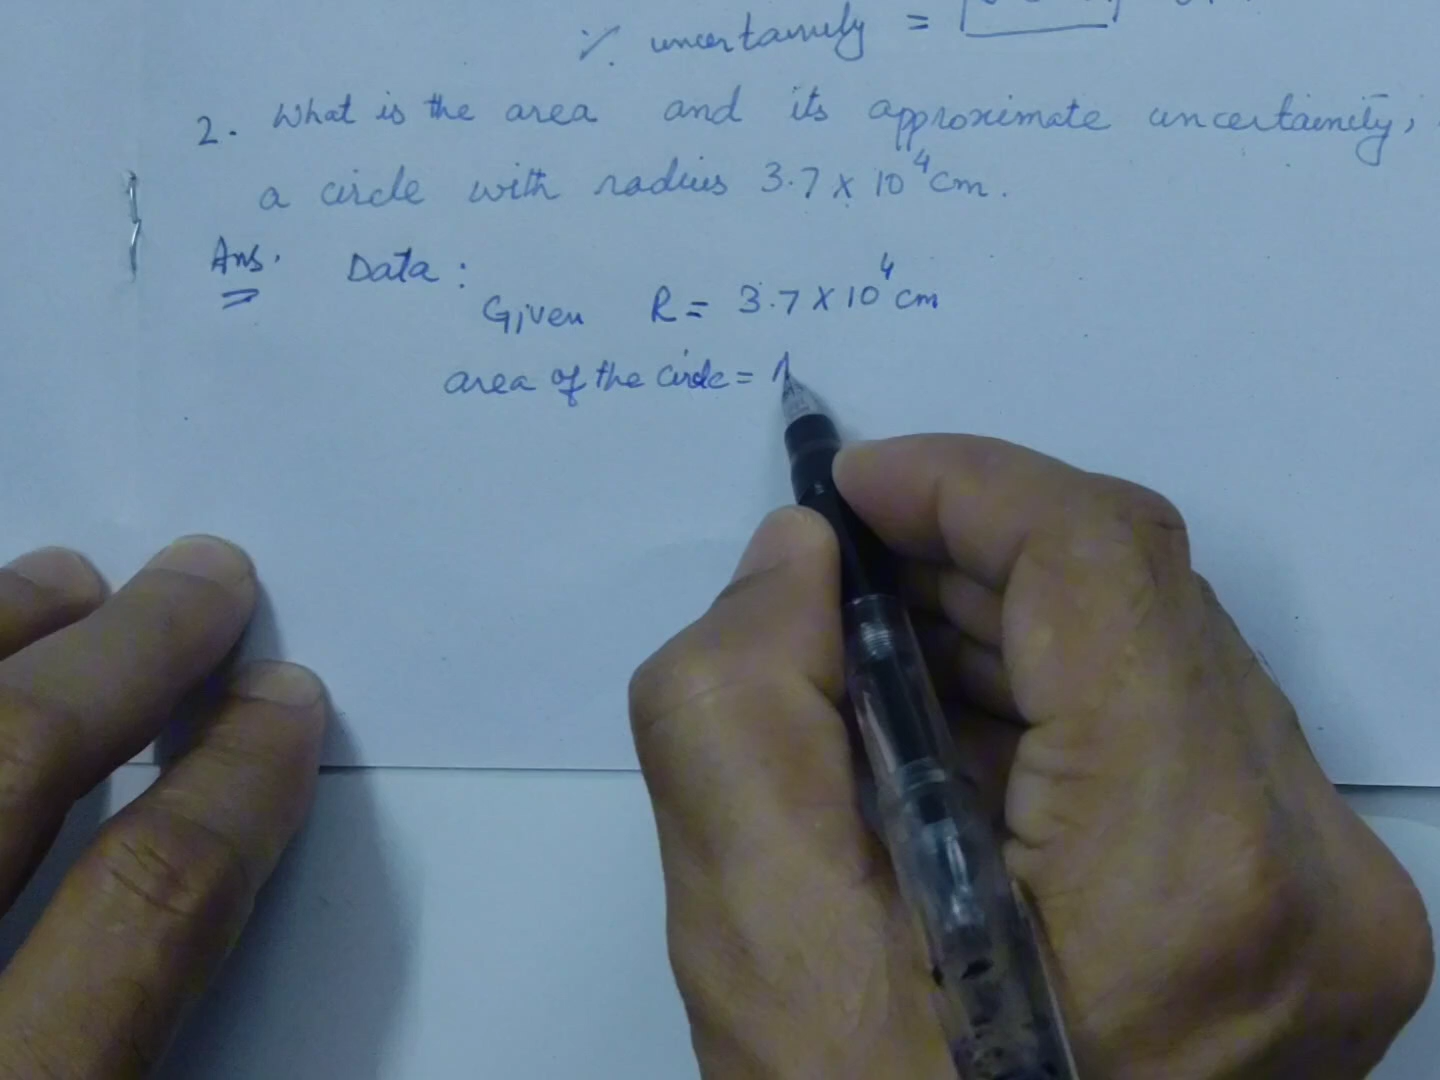 % uncertainity =
2. What is the area and its approximate uncertainity,
a circle with radius 3.7 x 10⁴ cm.
Ans. Data :
Given R = 3.7 x 10⁴ cm
area of the circle = A